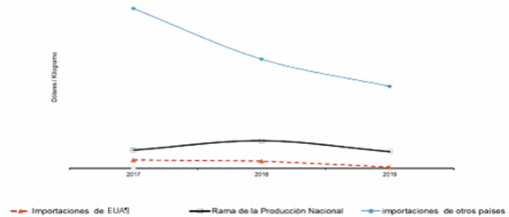 Dólares / Kilogramo
2017 2018 2019
Importaciones de EUA¶ Rama de la Producción Nacional importaciones de otros países